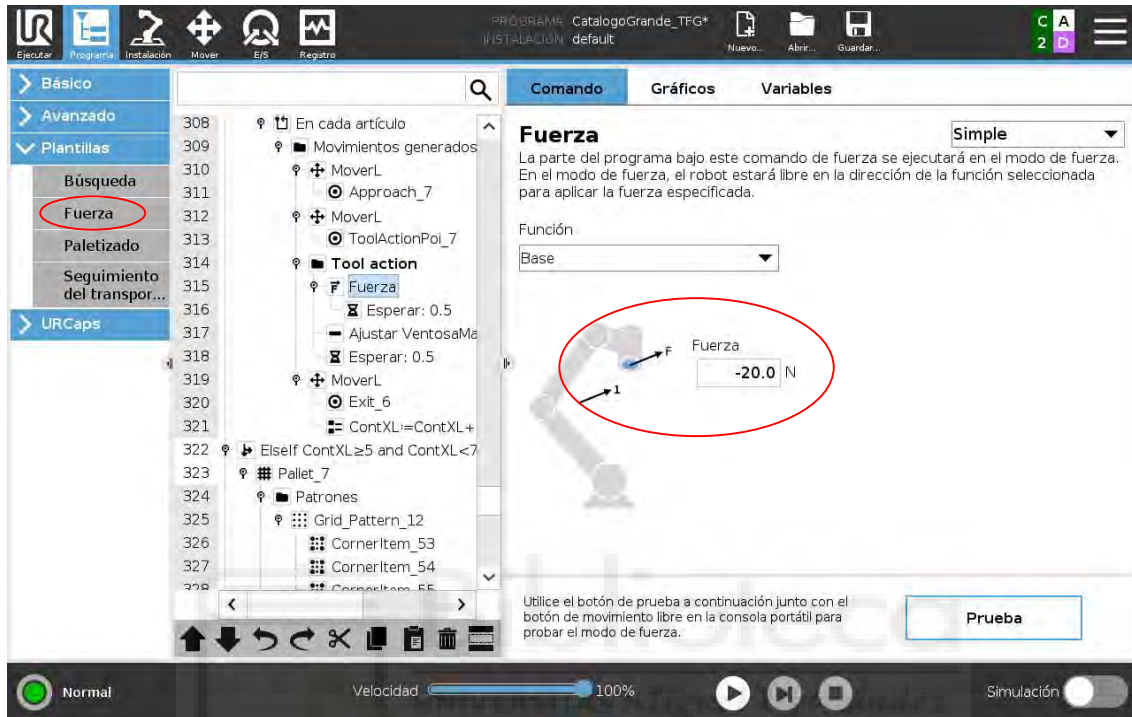 PROGRAMA CatalogoGrande_TFG*
INSTALACIÓN default
Ejecutar
Programa
Instalación
Mover
E/S
Registro
Nuevo...
Abrir...
Guardar...
C A
2 D
Básico
Avanzado
Plantillas
Búsqueda
Fuerza
Paletizado
Seguimiento
del transpor...
URCaps
308 En cada artículo
309 Movimientos generados
310 MoverL
311 Approach_7
312 MoverL
313 ToolActionPoi_7
314 Tool action
315 Fuerza
316 Esperar: 0.5
317 Ajustar VentosaMa
318 Esperar: 0.5
319 MoverL
320 Exit_6
321 ContXL:=ContXL+
322 ElseIf ContXL≥5 and ContXL<7
323 Pallet_7
324 Patrones
325 Grid_Pattern_12
326 CornerItem_53
327 CornerItem_54
328 CornerItem_55
Comando Gráficos Variables
Fuerza
Simple
La parte del programa bajo este comando de fuerza se ejecutará en el modo de fuerza.
En el modo de fuerza, el robot estará libre en la dirección de la función seleccionada
para aplicar la fuerza especificada.
Función
Base
F
1
Fuerza
-20.0 N
Utilice el botón de prueba a continuación junto con el
botón de movimiento libre en la consola portátil para
probar el modo de fuerza.
Prueba
Biblioteca
Normal
Velocidad
100%
Simulación